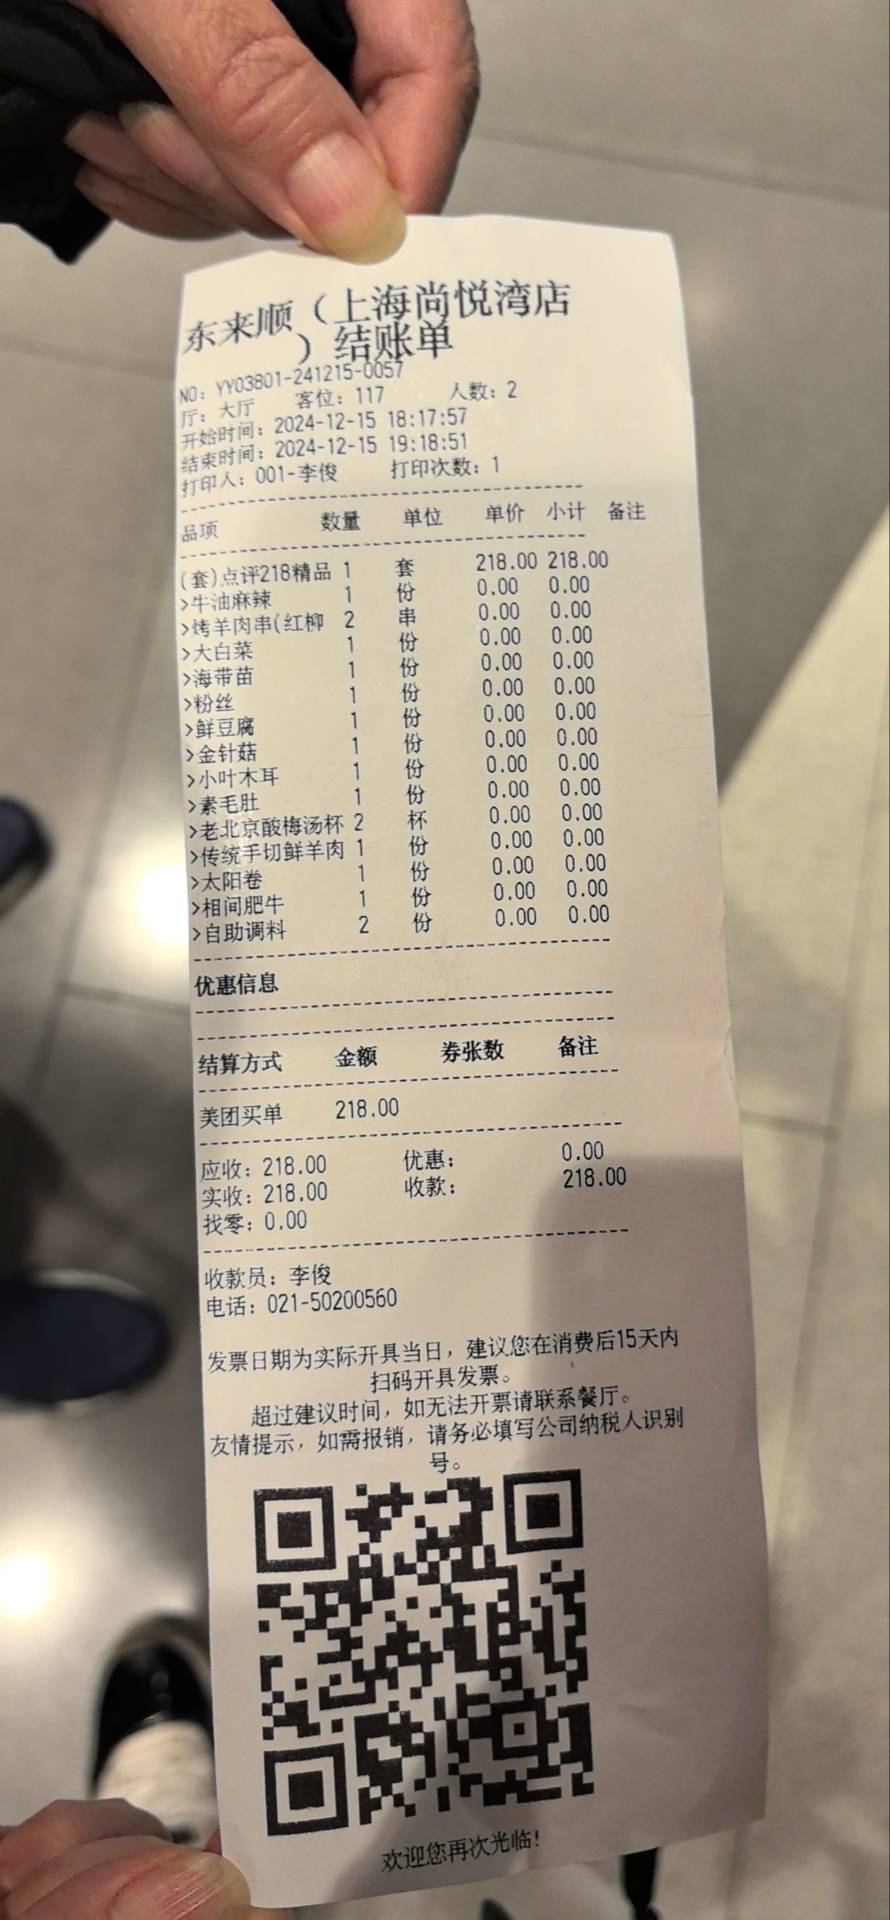 东来顺（上海尚悦湾店
）结账单
NO: YY03801-241215-0057
厅: 大厅 客位: 117 人数: 2
开始时间: 2024-12-15 18:17:57
结束时间: 2024-12-15 19:18:51
打印人: 001-李俊 打印次数: 1
品项 数量 单位 单价 小计 备注
(套)点评218精品 1 套 218.00 218.00
>牛油麻辣 1 份 0.00 0.00
>烤羊肉串(红柳 2 串 0.00 0.00
>大白菜 1 份 0.00 0.00
>海带苗 1 份 0.00 0.00
>粉丝 1 份 0.00 0.00
>鲜豆腐 1 份 0.00 0.00
>金针菇 1 份 0.00 0.00
>小叶木耳 1 份 0.00 0.00
>素毛肚 1 份 0.00 0.00
>老北京酸梅汤杯 2 杯 0.00 0.00
>传统手切鲜羊肉 1 份 0.00 0.00
>太阳卷 1 份 0.00 0.00
>相间肥牛 1 份 0.00 0.00
>自助调料 2 份 0.00 0.00
优惠信息
结算方式 金额 券张数 备注
美团买单 218.00
应收: 218.00 优惠: 0.00
实收: 218.00 收款: 218.00
找零: 0.00
收款员: 李俊
电话: 021-50200560
发票日期为实际开具当日，建议您在消费后15天内
扫码开具发票。
超过建议时间，如无法开票请联系餐厅。
友情提示，如需报销，请务必填写公司纳税人识别
号。
欢迎您再次光临!